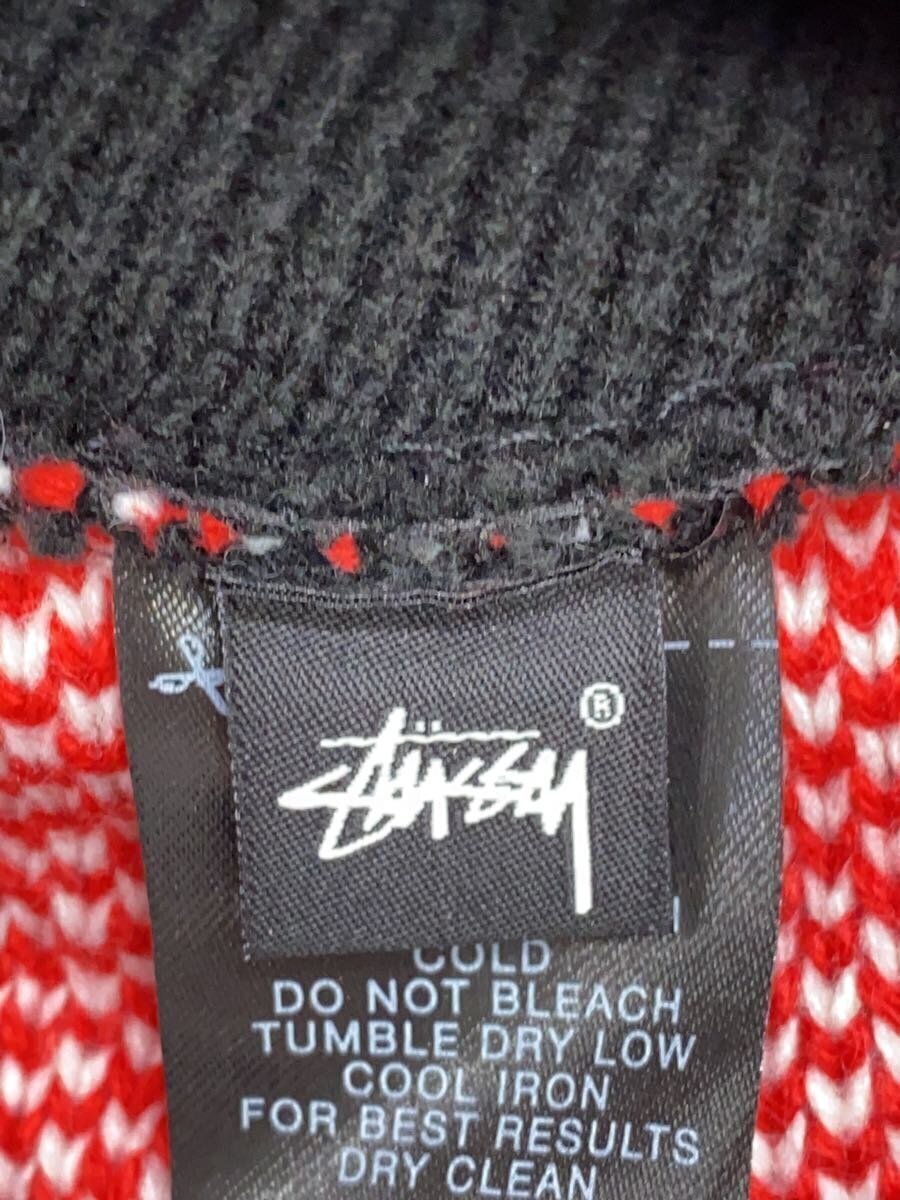 STÜSSY ®
COLD
DO NOT BLEACH
TUMBLE DRY LOW
COOL IRON
FOR BEST RESULTS
DRY CLEAN